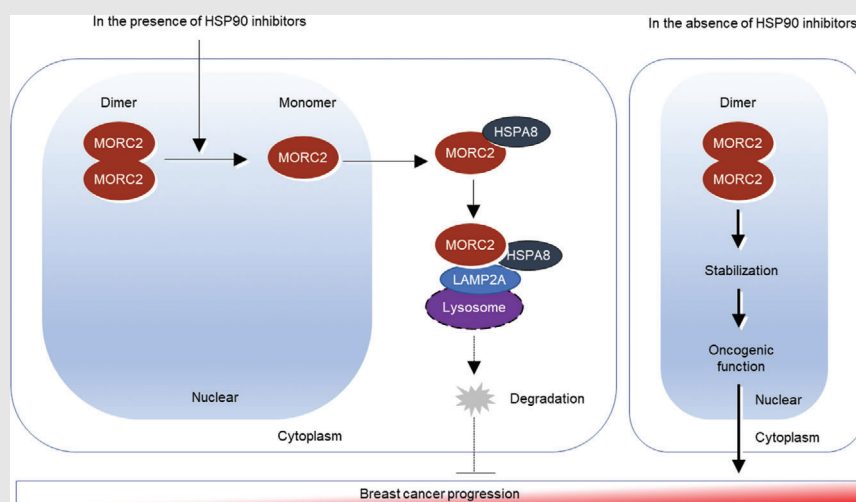 In the presence of HSP90 inhibitors
In the absence of HSP90 inhibitors
Dimer
Monomer
MORC2
MORC2
MORC2
HSPA8
MORC2
MORC2
HSPA8
LAMP2A
Lysosome
Degradation
Nuclear
Cytoplasm
Dimer
MORC2
MORC2
Stabilization
Oncogenic
function
Nuclear
Cytoplasm
Breast cancer progression